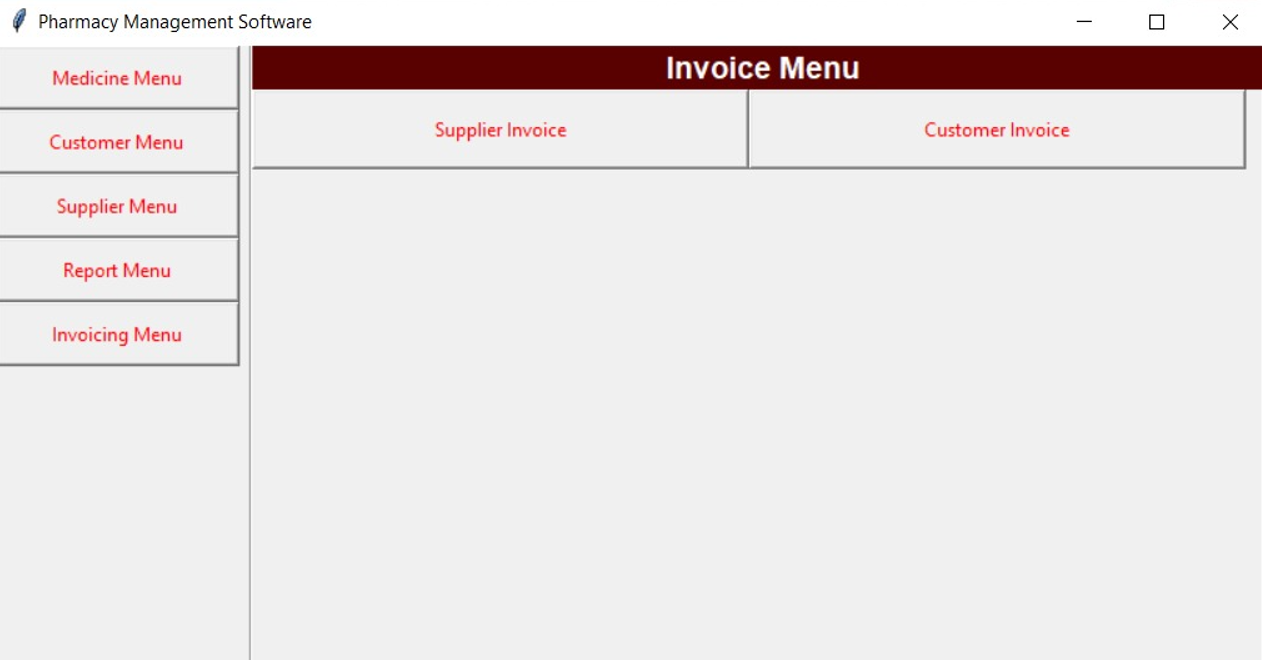 Pharmacy Management Software
Medicine Menu
Customer Menu
Supplier Menu
Report Menu
Invoicing Menu
Invoice Menu
Supplier Invoice
Customer Invoice